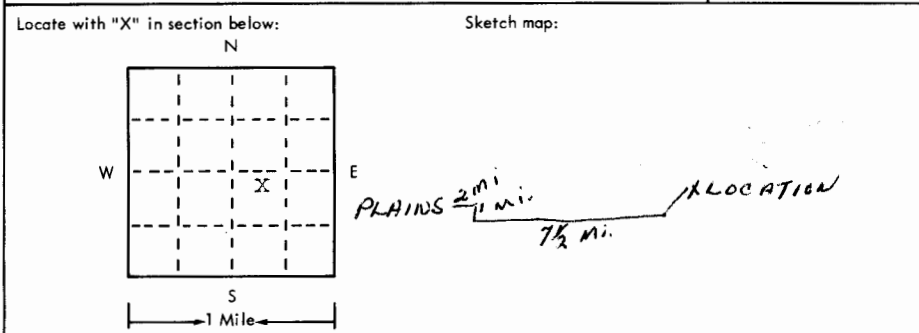 Locate with "X" in section below:
Sketch map:
N
W
E
X
PLAINS 2 mi
1 mi.
7½ mi.
X LOCATION
S
1 Mile